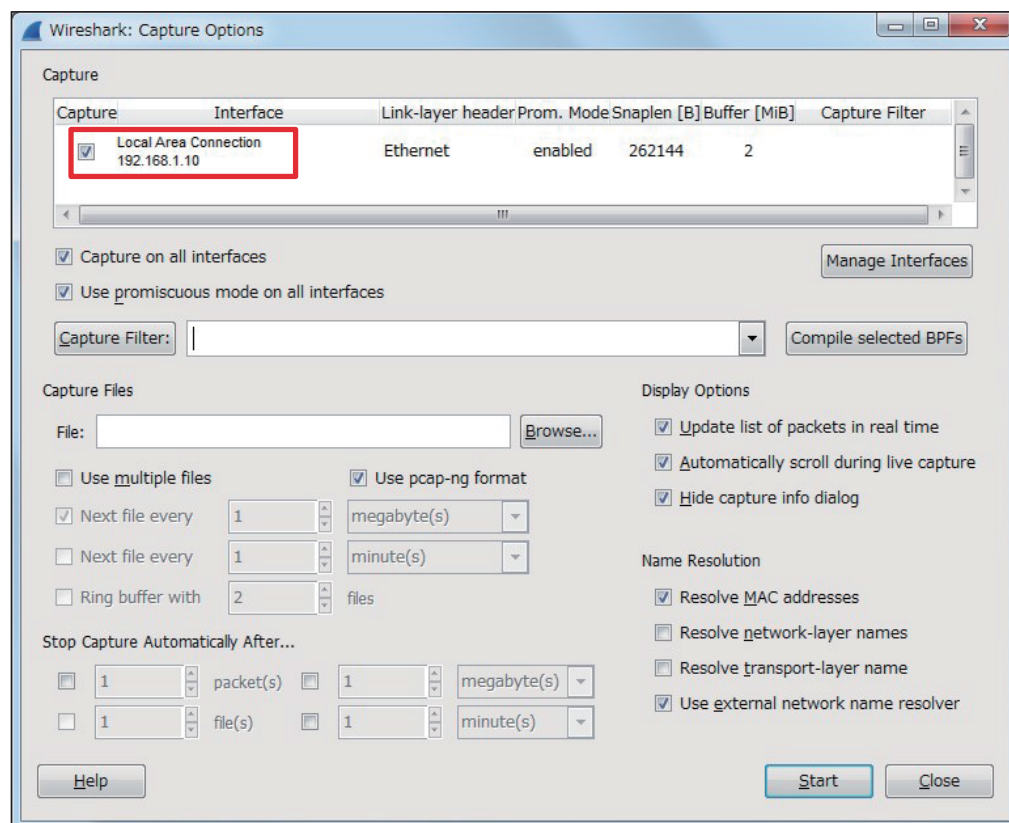 Wireshark: Capture Options
Capture
Capture Interface Link-layer header Prom. Mode Snaplen [B] Buffer [MiB] Capture Filter
Local Area Connection
192.168.1.10
Ethernet enabled 262144 2
Capture on all interfaces
Manage Interfaces
Use promiscuous mode on all interfaces
Capture Filter:
Compile selected BPFs
Capture Files
Display Options
File:
Browse...
Update list of packets in real time
Use multiple files
Use pcap-ng format
Automatically scroll during live capture
Hide capture info dialog
Next file every 1 megabyte(s)
Next file every 1 minute(s)
Name Resolution
Ring buffer with 2 files
Resolve MAC addresses
Resolve network-layer names
Stop Capture Automatically After...
Resolve transport-layer name
1 packet(s) 1 megabyte(s)
Use external network name resolver
1 file(s) 1 minute(s)
Help
Start
Close